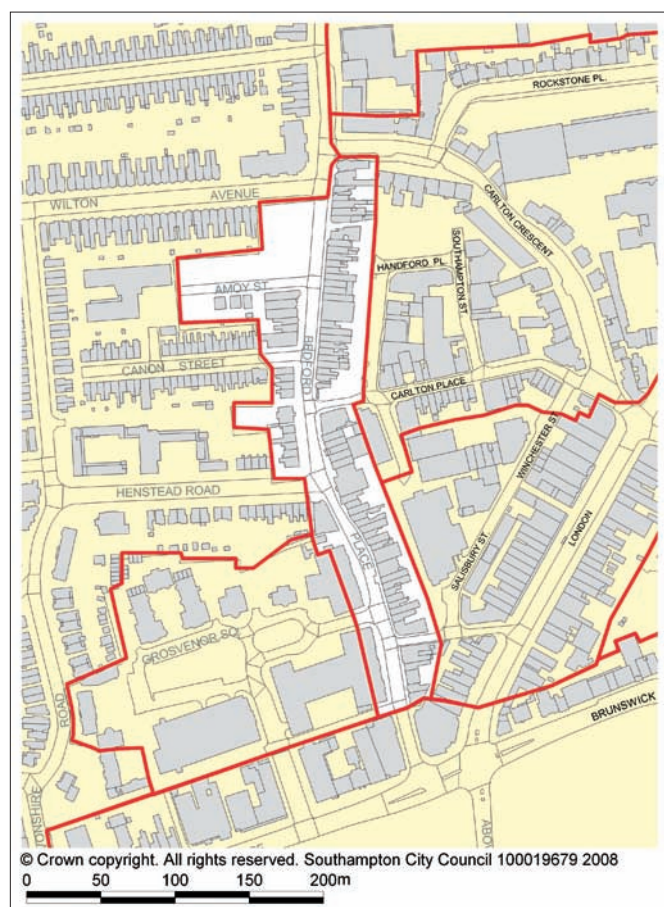 ROCKSTONE PL.
WILTON AVENUE
CARLTON CRESCENT
SOUTHAMPTON ST.
HANDFORD PL.
AMOY ST.
BEDFORD
CANON STREET
CARLTON PLACE
WINCHESTER ST.
HENSTEAD ROAD
LONDON
PLACE
SALISBURY ST.
GROSVENOR SQ
ROAD
BRUNSWICK
ONSHIRE
ABO
© Crown copyright. All rights reserved. Southampton City Council 100019679 2008
0 50 100 150 200m